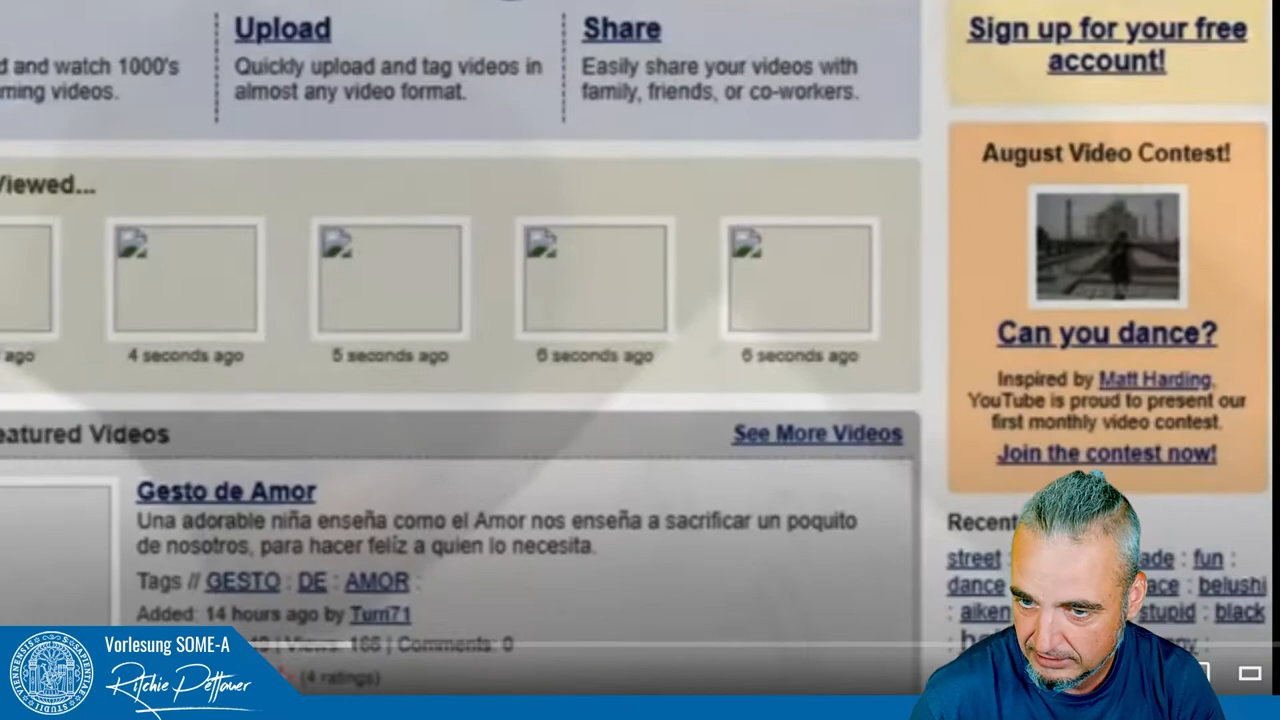 Upload
Quickly upload and tag videos in
almost any video format.
Share
Easily share your videos with
family, friends, or co-workers.
d and watch 1000's
ming videos.
Sign up for your free
account!
August Video Contest!
Can you dance?
Inspired by Matt Harding,
YouTube is proud to present our
first monthly video contest.
Join the contest now!
Viewed...
ago
4 seconds ago
5 seconds ago
6 seconds ago
6 seconds ago
eatured Videos
See More Videos
Gesto de Amor
Una adorable niña enseña como el Amor nos enseña a sacrificar un poquito
de nosotros, para hacer felíz a quien lo necesita.
Tags // GESTO : DE : AMOR :
Added: 14 hours ago by Turri71
Views: 166 | Comments: 0
(4 ratings)
Recent
street : fun :
dance belushi
: aiken stupid : black
Vorlesung SOME-A
Ritchie Pettauer